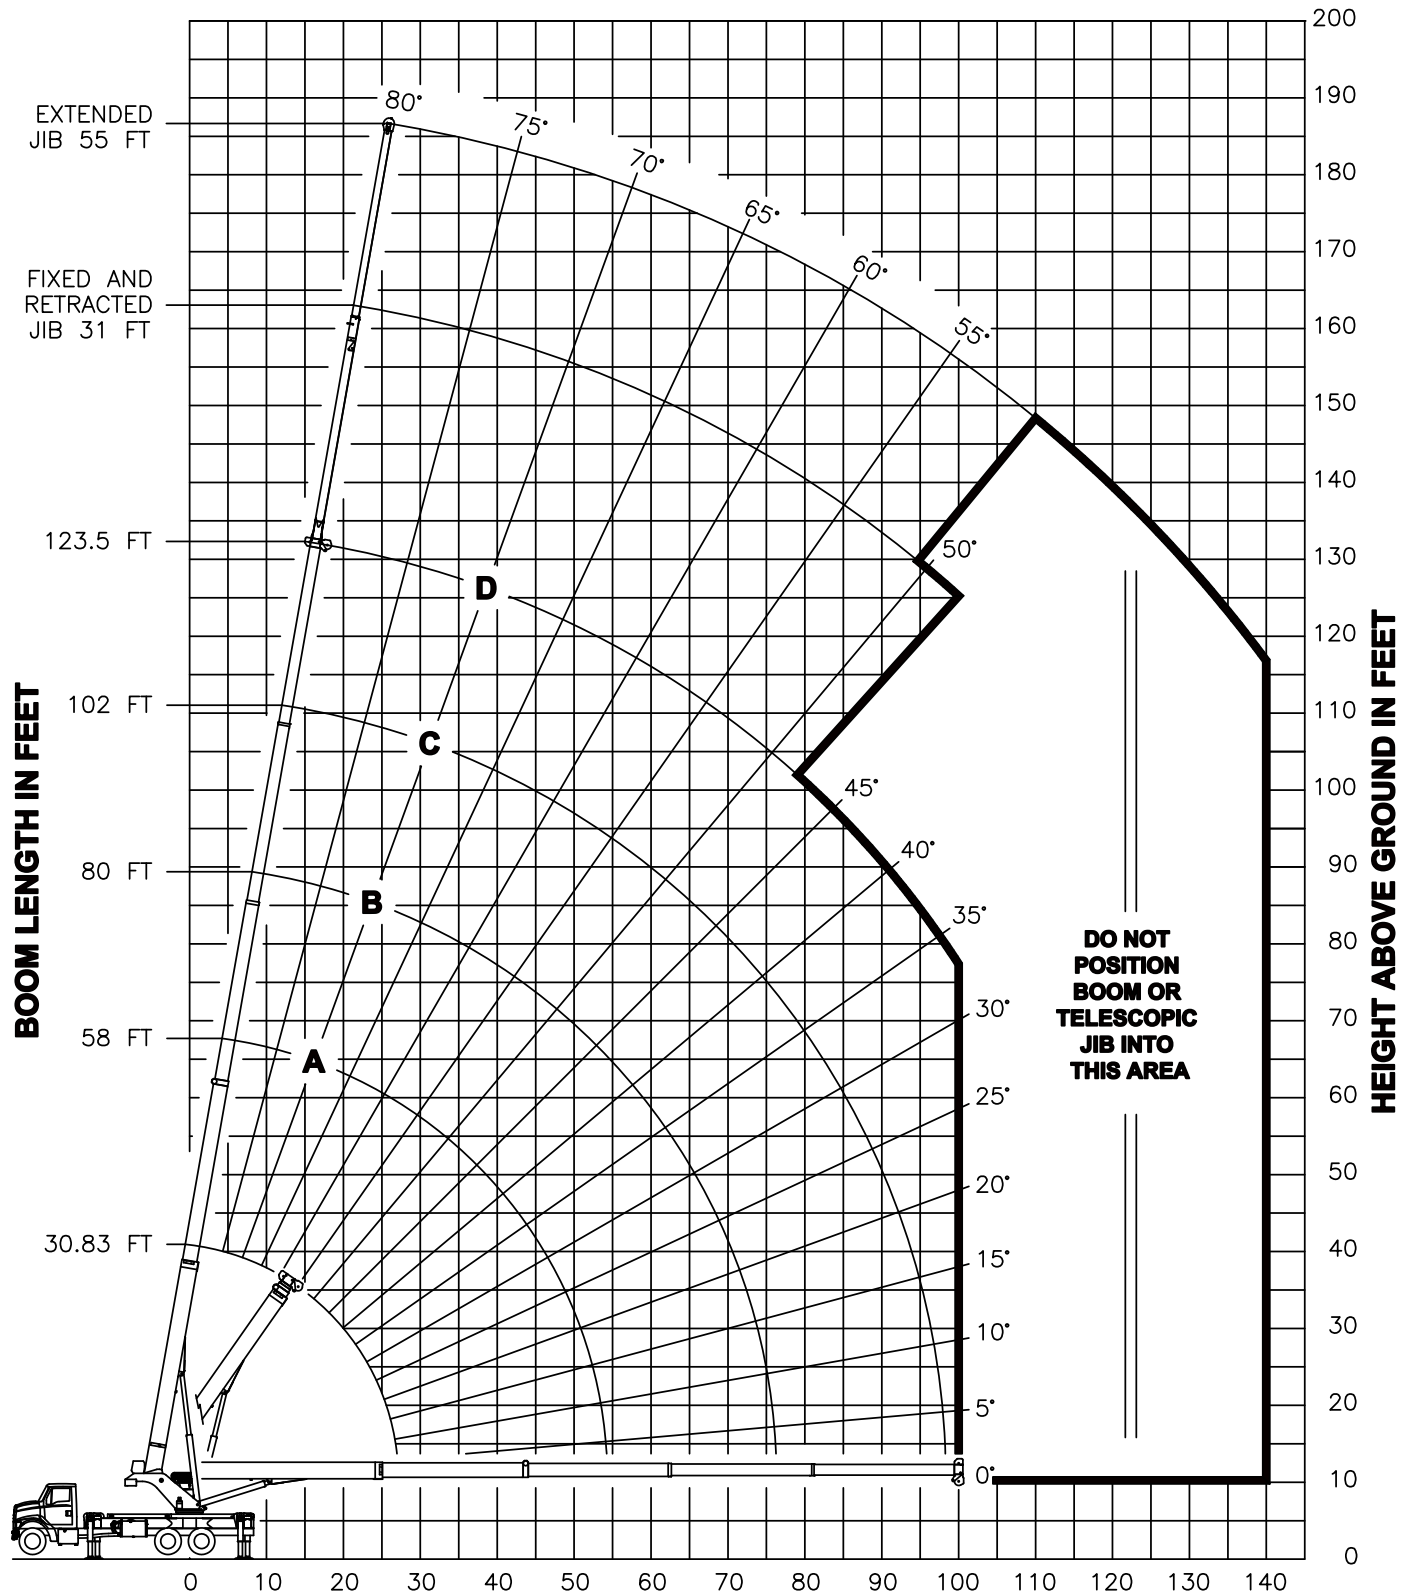 200
190
180
170
160
150
140
130
120
110
100
90
80
70
60
50
40
30
20
10
0
HEIGHT ABOVE GROUND IN FEET
BOOM LENGTH IN FEET
EXTENDED
JIB 55 FT
FIXED AND
RETRACTED
JIB 31 FT
123.5 FT
102 FT
80 FT
58 FT
30.83 FT
80°
75°
70°
65°
60°
55°
50°
45°
40°
35°
30°
25°
20°
15°
10°
5°
0°
D
C
B
A
DO NOT
POSITION
BOOM OR
TELESCOPIC
JIB INTO
THIS AREA
0 10 20 30 40 50 60 70 80 90 100 110 120 130 140